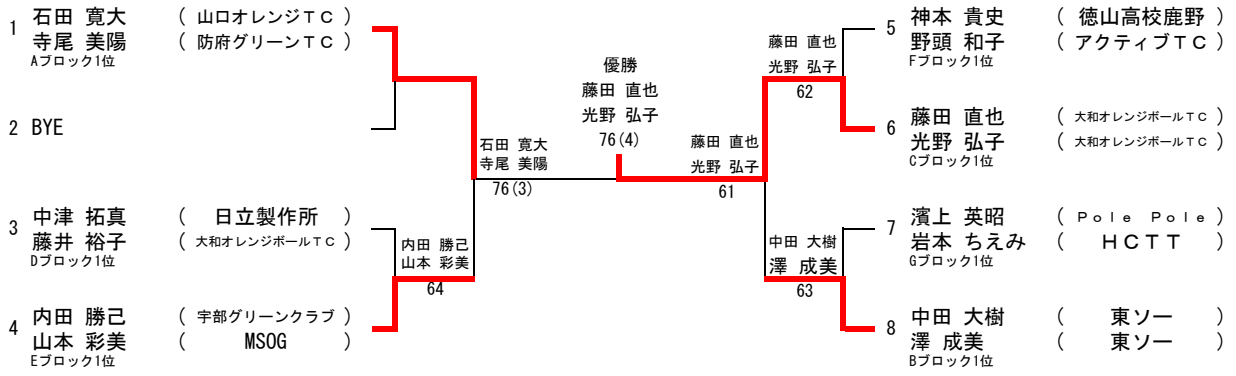 1 石田 寛大 ( 山口オレンジTC )
寺尾 美陽 ( 防府グリーンTC )
Aブロック1位
2 BYE
3 中津 拓真 ( 日立製作所 )
藤井 裕子 ( 大和オレンジボールTC )
Dブロック1位
4 内田 勝己 ( 宇部グリーンクラブ )
山本 彩美 ( MSOG )
Eブロック1位
内田 勝己
山本 彩美
64
石田 寛大
寺尾 美陽
76(3)
優勝
藤田 直也
光野 弘子
76(4)
藤田 直也
光野 弘子
61
藤田 直也
光野 弘子
62
中田 大樹
澤 成美
63
5 神本 貴史 ( 徳山高校鹿野 )
野頭 和子 ( アクティブTC )
Fブロック1位
6 藤田 直也 ( 大和オレンジボールTC )
光野 弘子 ( 大和オレンジボールTC )
Cブロック1位
7 濱上 英昭 ( Pole Pole )
岩本 ちえみ ( HCTT )
Gブロック1位
8 中田 大樹 ( 東ソー )
澤 成美 ( 東ソー )
Bブロック1位